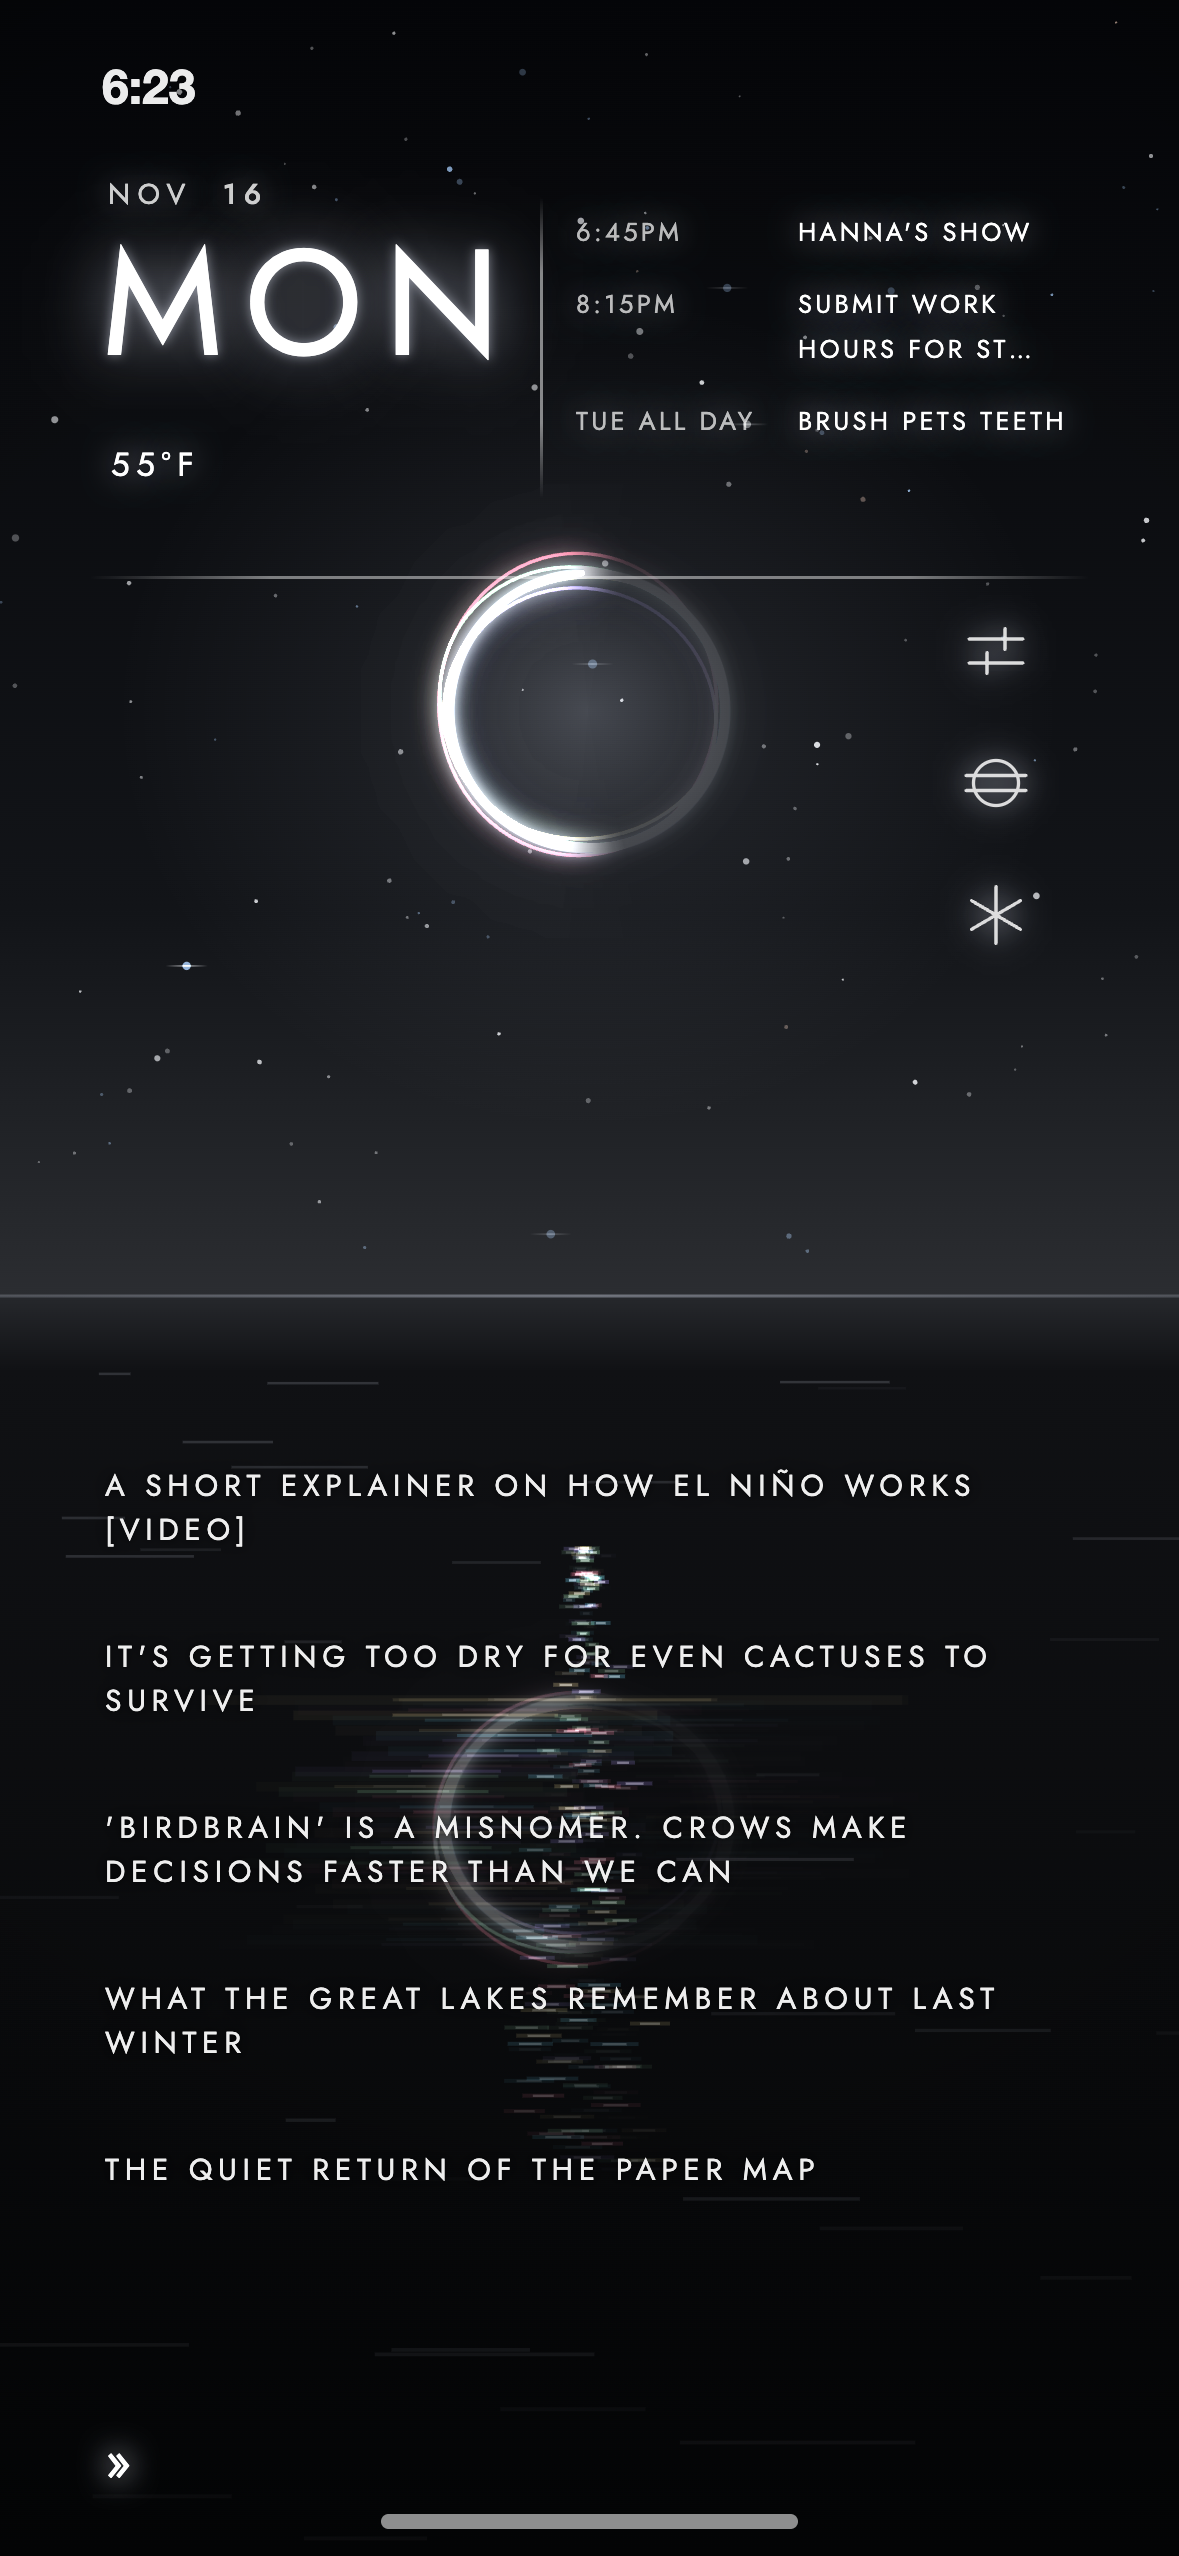 6:23
NOV 16
MON
55°F
6:45PM HANNA'S SHOW
8:15PM SUBMIT WORK
HOURS FOR ST...
TUE ALL DAY BRUSH PETS TEETH
A SHORT EXPLAINER ON HOW EL NIÑO WORKS
[VIDEO]
IT'S GETTING TOO DRY FOR EVEN CACTUSES TO
SURVIVE
'BIRDBRAIN' IS A MISNOMER. CROWS MAKE
DECISIONS FASTER THAN WE CAN
WHAT THE GREAT LAKES REMEMBER ABOUT LAST
WINTER
THE QUIET RETURN OF THE PAPER MAP
»